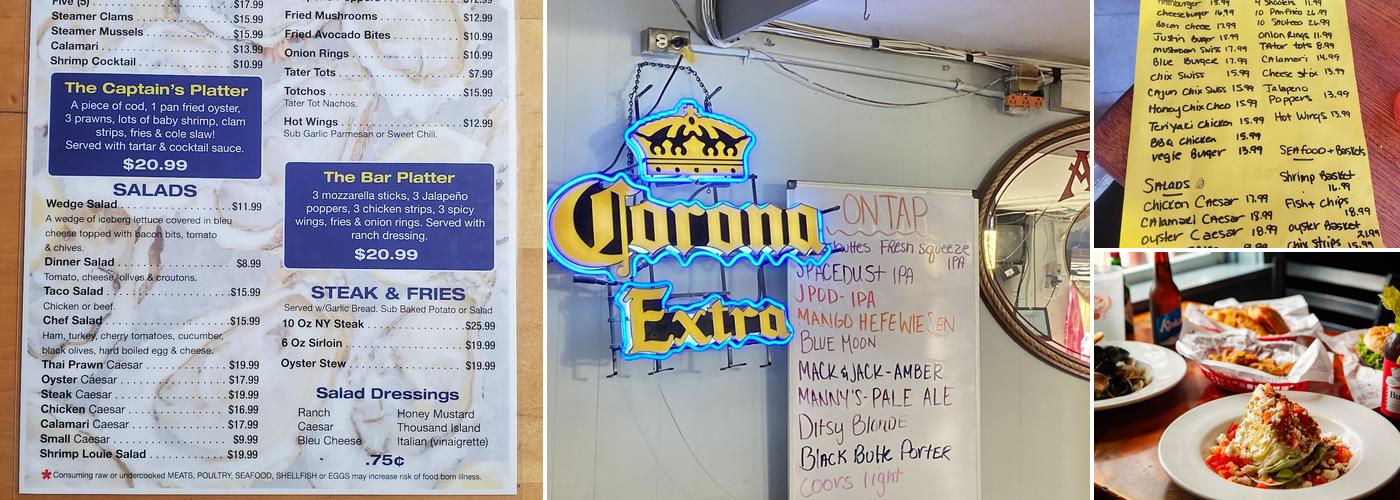 Five (5) . . . $17.99
Steamer Clams . . . $15.99
Steamer Mussels . . . $15.99
Calamari . . . $13.99
Shrimp Cocktail . . . $10.99
The Captain's Platter
A piece of cod, 1 pan fried oyster,
3 prawns, lots of baby shrimp, clam
strips, fries & cole slaw!
Served with tartar & cocktail sauce.
$20.99
SALADS
Wedge Salad . . . $11.99
A wedge of iceberg lettuce covered in bleu
cheese topped with bacon bits, tomato
& chives.
Dinner Salad . . . $8.99
Tomato, cheese, olives & croutons.
Taco Salad . . . $15.99
Chicken or beef.
Chef Salad . . . $15.99
Ham, turkey, cherry tomatoes, cucumber,
black olives, hard boiled egg & cheese.
Thai Prawn Caesar . . . $19.99
Oyster Caesar . . . $17.99
Steak Caesar . . . $19.99
Chicken Caesar . . . $16.99
Calamari Caesar . . . $17.99
Small Caesar . . . $9.99
Shrimp Louie Salad . . . $19.99
$12.99
Fried Mushrooms . . . $12.99
Fried Avocado Bites . . . $10.99
Onion Rings . . . $10.99
Tater Tots . . . $7.99
Totchos . . . $15.99
Tater Tot Nachos.
Hot Wings . . . $12.99
Sub Garlic Parmesan or Sweet Chili.
The Bar Platter
3 mozzarella sticks, 3 Jalapeño
poppers, 3 chicken strips, 3 spicy
wings, fries & onion rings. Served with
ranch dressing.
$20.99
STEAK & FRIES
Served w/Garlic Bread. Sub Baked Potato or Salad
10 Oz NY Steak . . . $25.99
6 Oz Sirloin . . . $19.99
Oyster Stew . . . $19.99
Salad Dressings
Ranch Honey Mustard
Caesar Thousand Island
Bleu Cheese Italian (vinaigrette)
.75¢
*Consuming raw or undercooked MEATS, POULTRY, SEAFOOD, SHELLFISH or EGGS may increase risk of food born illness.
Corona
Extra
ONTAP
Fresh Squeeze
IPA
SPACEDUST IPA
JPOD- IPA
MANGO HEFEWIESEN
BLUE MOON
MACK & JACK- AMBER
MANNY'S- PALE ALE
Ditsy Blonde
Black Butte Porter
Coors light
A
Hamburger 15.99
Cheeseburger 16.99
Bacon cheese 17.99
Justin Burger 18.99
mushroom Swiss 17.99
Blue Burger 17.99
Chix Swiss 15.99
Cajun Chix Swiss 15.99
Honey Chix Ched 15.99
Teriyaki Chicken 15.99
BBQ Chicken 15.99
Vegie Burger 13.99
SALADS
Chicken Caesar 17.99
CAlamari CAesar 18.99
oyster Caesar 18.99
4 Shooters 11.99
10 Panfried 26.99
10 Sauteed 26.99
onion Rings 11.99
TAtor tots 8.99
CAlamari 14.99
Cheese Stix 13.99
Jalapeno
Poppers 13.99
Hot Wings 13.99
SEAFOOD + Baskets
Shrimp Basket
16.99
Fish + Chips
18.99
oyster Basket
21.99
Chix Strips 15.99